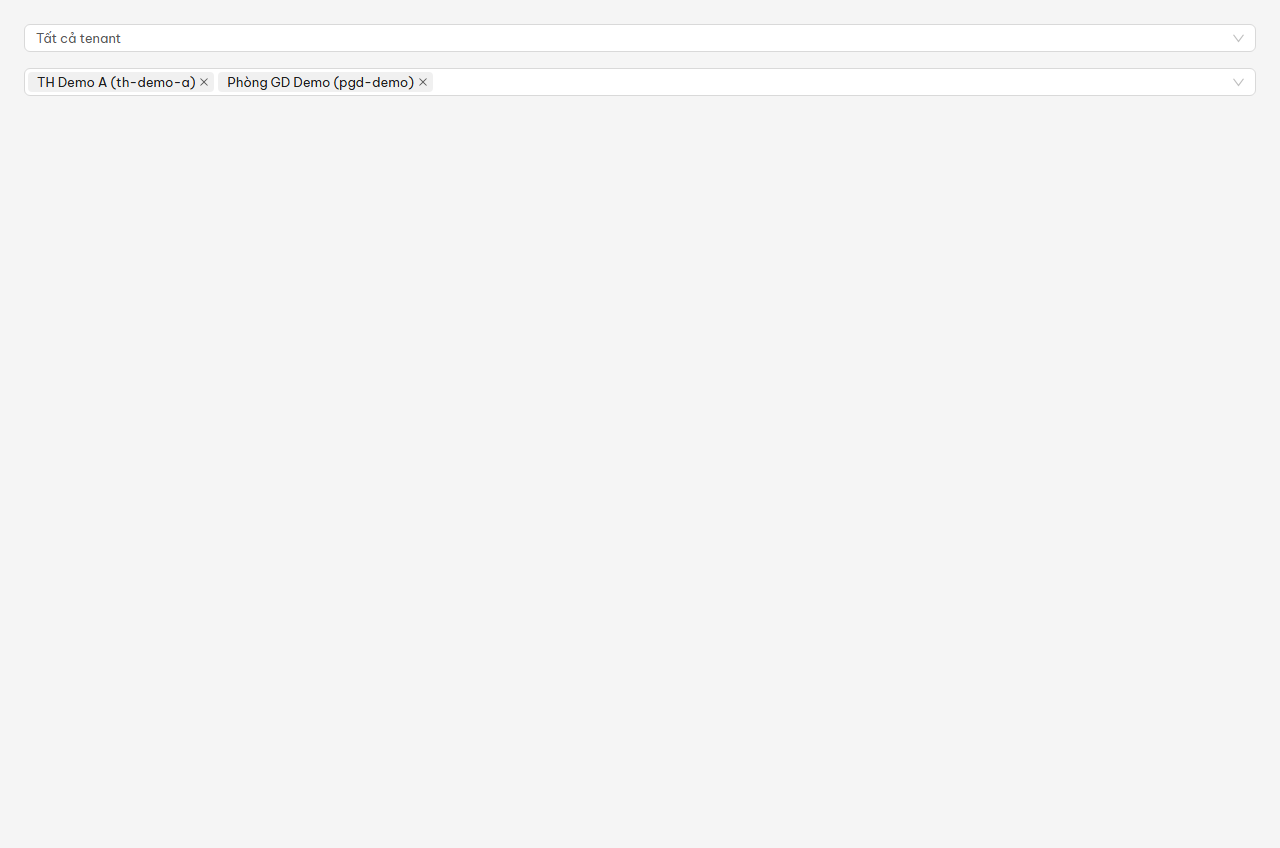 Tất cả tenant
TH Demo A (th-demo-a) Phòng GD Demo (pgd-demo)